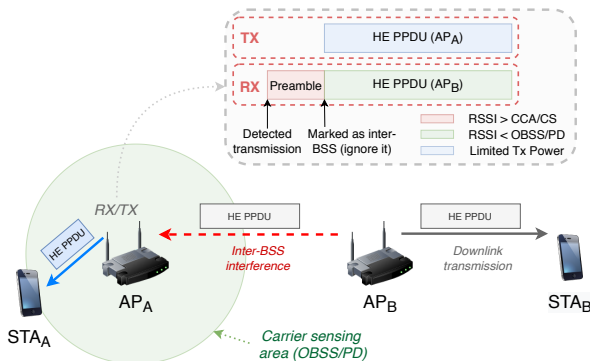 TX
HE PPDU (AP_A)
RX
Preamble
HE PPDU (AP_B)
Detected
transmission
Marked as inter-
BSS (ignore it)
RSSI > CCA/CS
RSSI < OBSS/PD
Limited Tx Power
RX/TX
HE PPDU
HE PPDU
HE PPDU
Inter-BSS
interference
Downlink
transmission
AP_A
AP_B
STA_A
STA_B
Carrier sensing
area (OBSS/PD)